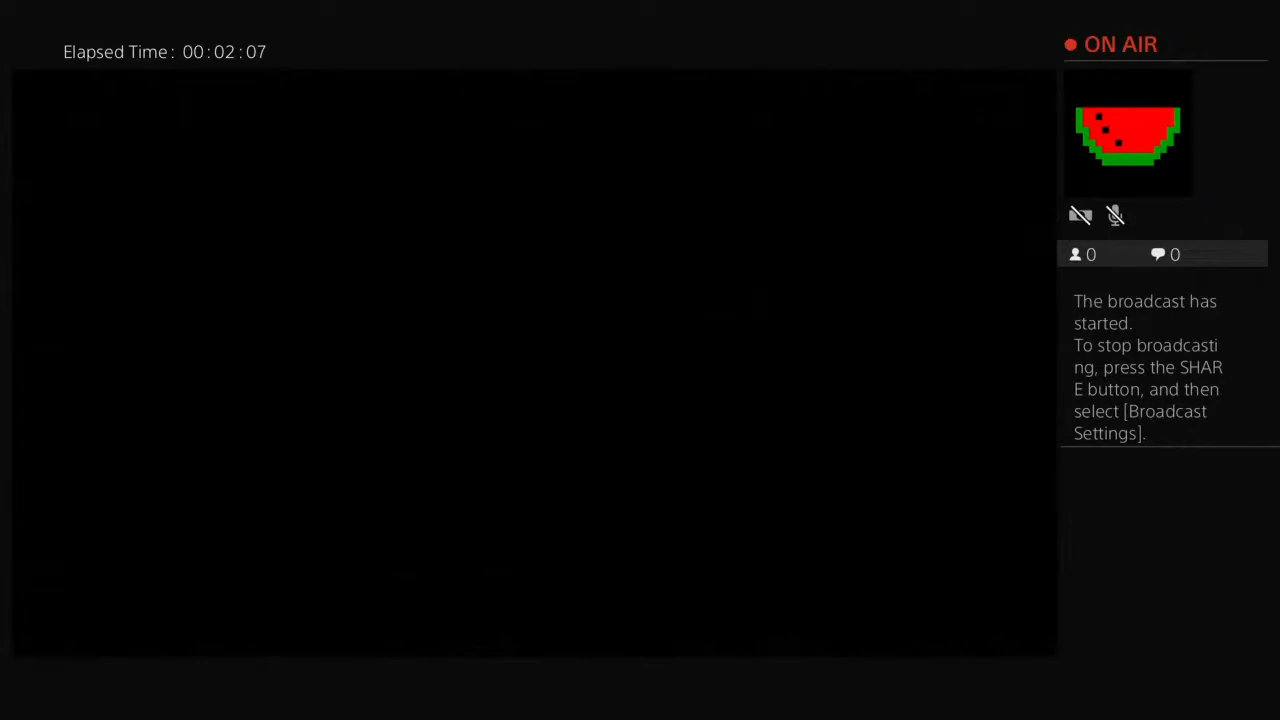 Elapsed Time: 00:02:07
ON AIR
0 0
The broadcast has
started.
To stop broadcasti
ng, press the SHAR
E button, and then
select [Broadcast
Settings].